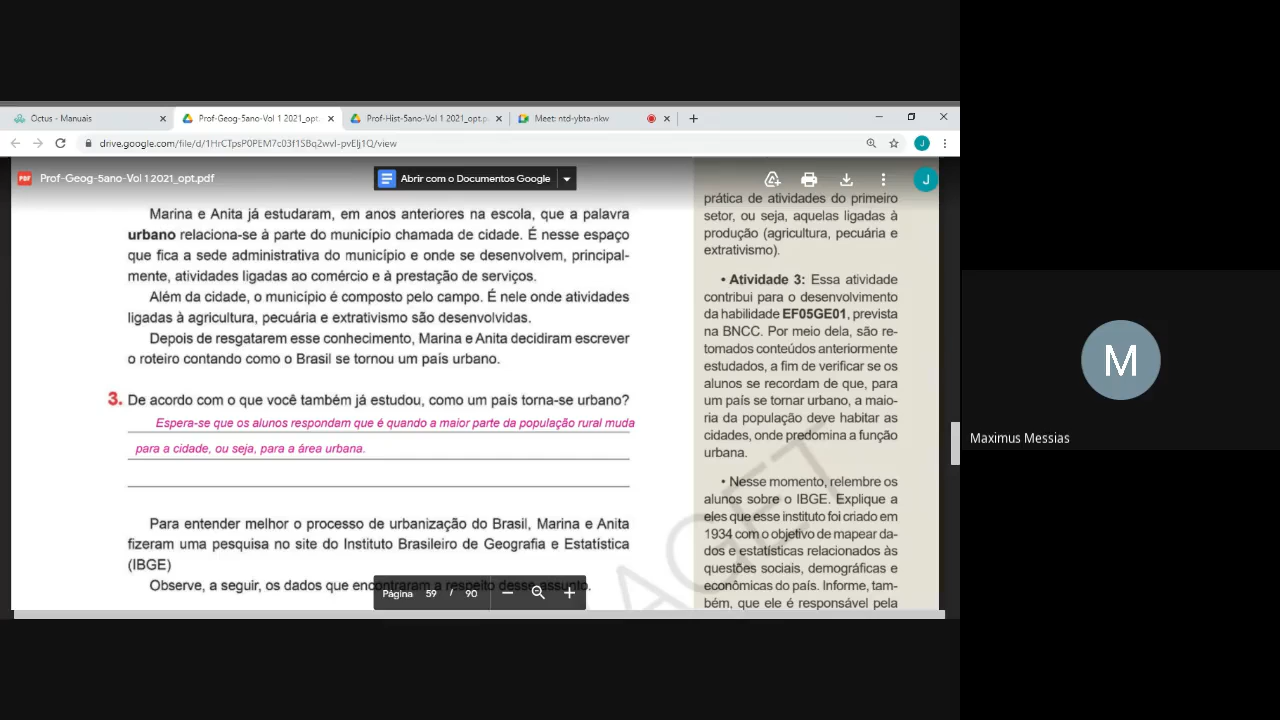 Octus - Manuais
Prof-Geog-5ano-Vol 1 2021_opt.
Prof-Hist-5ano-Vol 1 2021_opt.p
Meet: ntd-ybta-nkw
drive.google.com/file/d/1HrCTpsP0PEM7c03f1SBq2wvI-pvEIj1Q/view
J
PDF
Prof-Geog-5ano-Vol 1 2021_opt.pdf
Abrir com o Documentos Google
J
Marina e Anita já estudaram, em anos anteriores na escola, que a palavra
urbano relaciona-se à parte do município chamada de cidade. É nesse espaço
que fica a sede administrativa do município e onde se desenvolvem, principal-
mente, atividades ligadas ao comércio e à prestação de serviços.
Além da cidade, o município é composto pelo campo. É nele onde atividades
ligadas à agricultura, pecuária e extrativismo são desenvolvidas.
Depois de resgatarem esse conhecimento, Marina e Anita decidiram escrever
o roteiro contando como o Brasil se tornou um país urbano.
3. De acordo com o que você também já estudou, como um país torna-se urbano?
Espera-se que os alunos respondam que é quando a maior parte da população rural muda
para a cidade, ou seja, para a área urbana.
Para entender melhor o processo de urbanização do Brasil, Marina e Anita
fizeram uma pesquisa no site do Instituto Brasileiro de Geografia e Estatística
(IBGE)
Observe, a seguir, os dados que encontraram a respeito desse assunto.
Página 59 / 90
prática de atividades do primeiro
setor, ou seja, aquelas ligadas à
produção (agricultura, pecuária e
extrativismo).
• Atividade 3: Essa atividade
contribui para o desenvolvimento
da habilidade EF05GE01, prevista
na BNCC. Por meio dela, são re-
tomados conteúdos anteriormente
estudados, a fim de verificar se os
alunos se recordam de que, para
um país se tornar urbano, a maio-
ria da população deve habitar as
cidades, onde predomina a função
urbana.
• Nesse momento, relembre os
alunos sobre o IBGE. Explique a
eles que esse instituto foi criado em
1934 com o objetivo de mapear da-
dos e estatísticas relacionados às
questões sociais, demográficas e
econômicas do país. Informe, tam-
bém, que ele é responsável pela
AGET
M
Maximus Messias